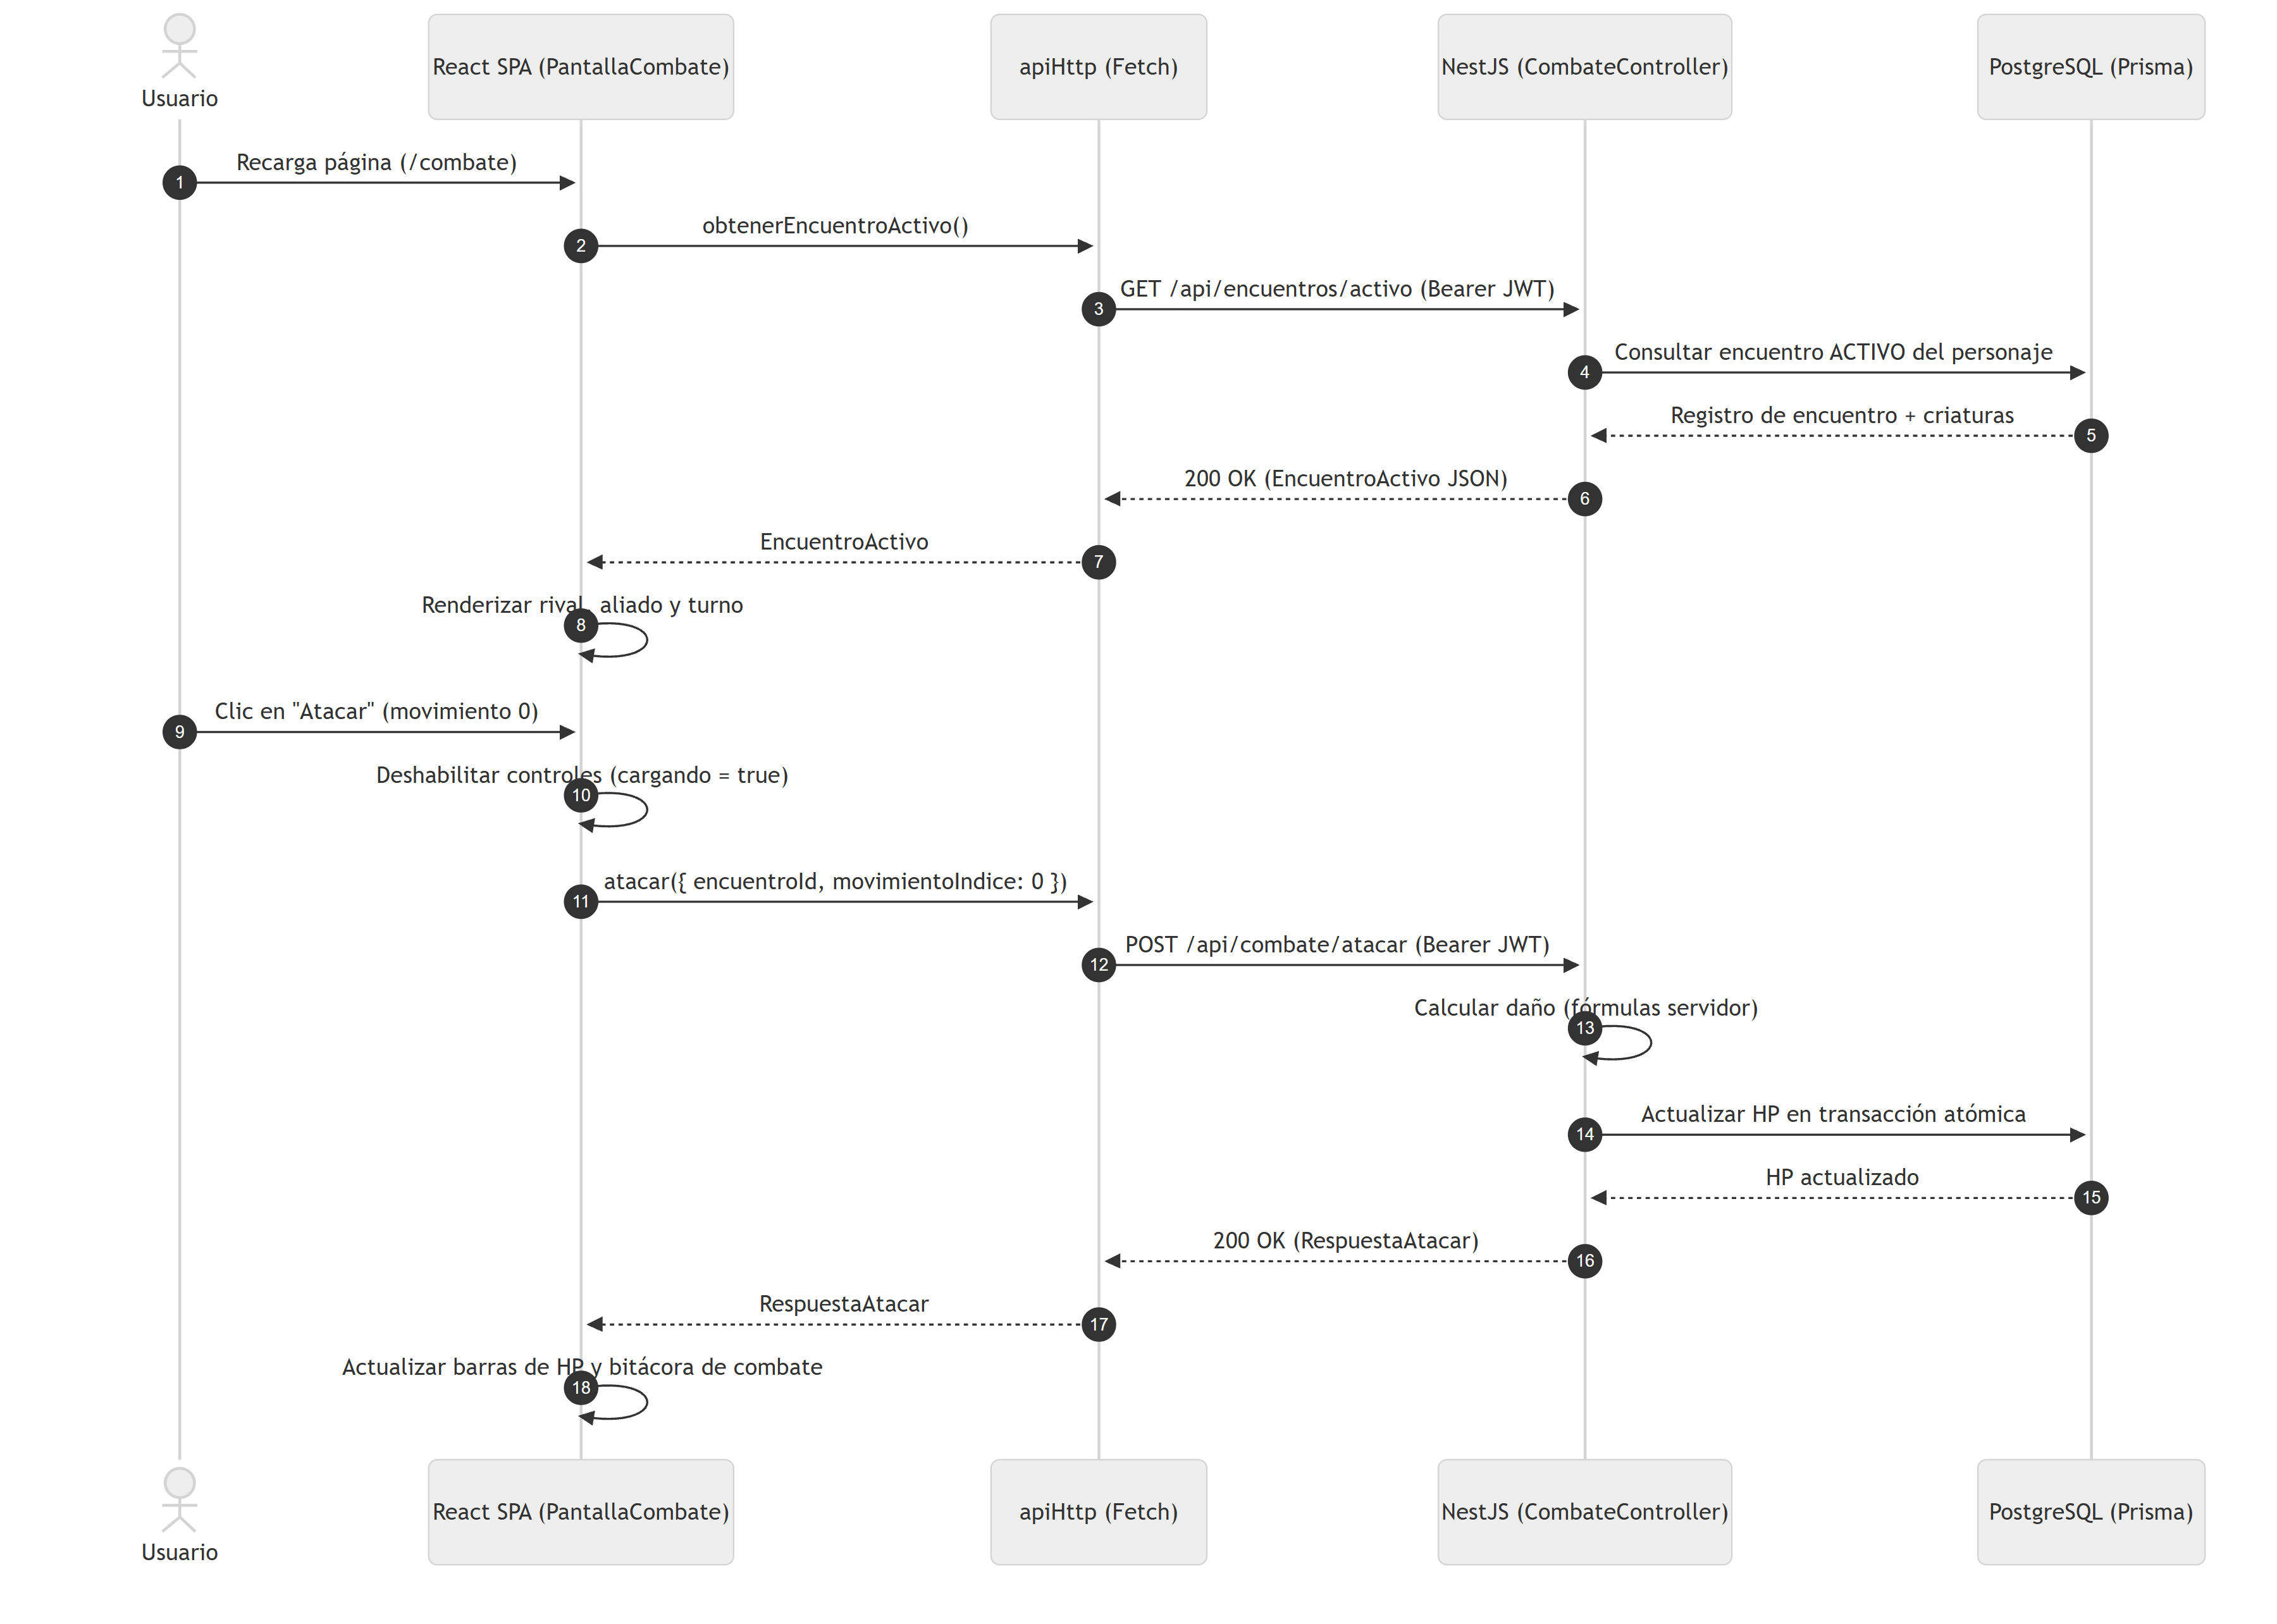 Usuario
React SPA (PantallaCombate)
apiHttp (Fetch)
NestJS (CombateController)
PostgreSQL (Prisma)
Recarga página (/combate)
1
obtenerEncuentroActivo()
2
GET /api/encuentros/activo (Bearer JWT)
3
Consultar encuentro ACTIVO del personaje
4
Registro de encuentro + criaturas
5
200 OK (EncuentroActivo JSON)
6
EncuentroActivo
7
Renderizar rival, aliado y turno
8
Clic en "Atacar" (movimiento 0)
9
Deshabilitar controles (cargando = true)
10
atacar({ encuentroId, movimientoIndice: 0 })
11
POST /api/combate/atacar (Bearer JWT)
12
Calcular daño (fórmulas servidor)
13
Actualizar HP en transacción atómica
14
HP actualizado
15
200 OK (RespuestaAtacar)
16
RespuestaAtacar
17
Actualizar barras de HP y bitácora de combate
18
Usuario
React SPA (PantallaCombate)
apiHttp (Fetch)
NestJS (CombateController)
PostgreSQL (Prisma)